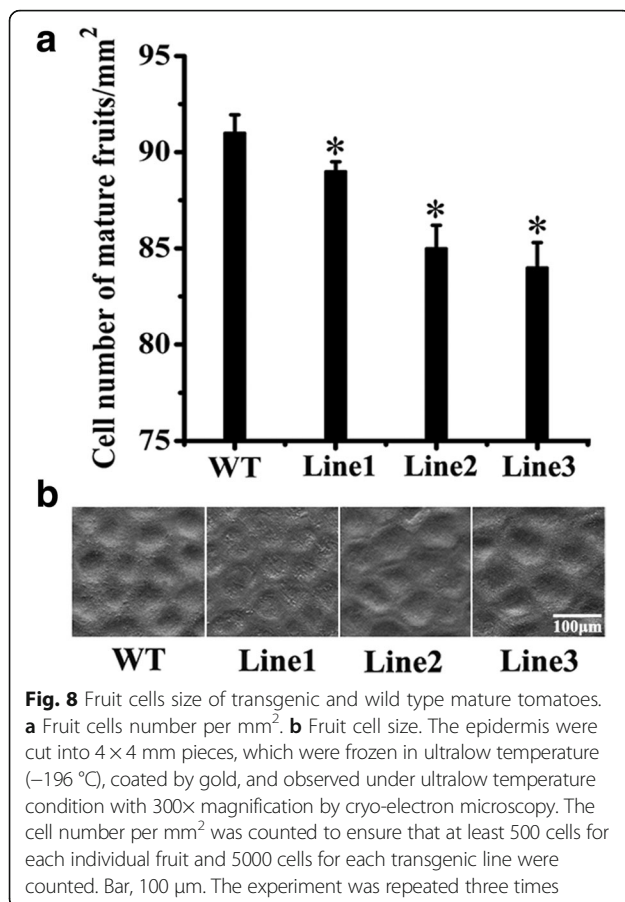 a
Cell number of mature fruits/mm²
95
90
85
80
75
*
*
*
WT Line1 Line2 Line3
b
100μm
WT Line1 Line2 Line3
Fig. 8 Fruit cells size of transgenic and wild type mature tomatoes.
a Fruit cells number per mm². b Fruit cell size. The epidermis were
cut into 4 × 4 mm pieces, which were frozen in ultralow temperature
(−196 °C), coated by gold, and observed under ultralow temperature
condition with 300× magnification by cryo-electron microscopy. The
cell number per mm² was counted to ensure that at least 500 cells for
each individual fruit and 5000 cells for each transgenic line were
counted. Bar, 100 μm. The experiment was repeated three times